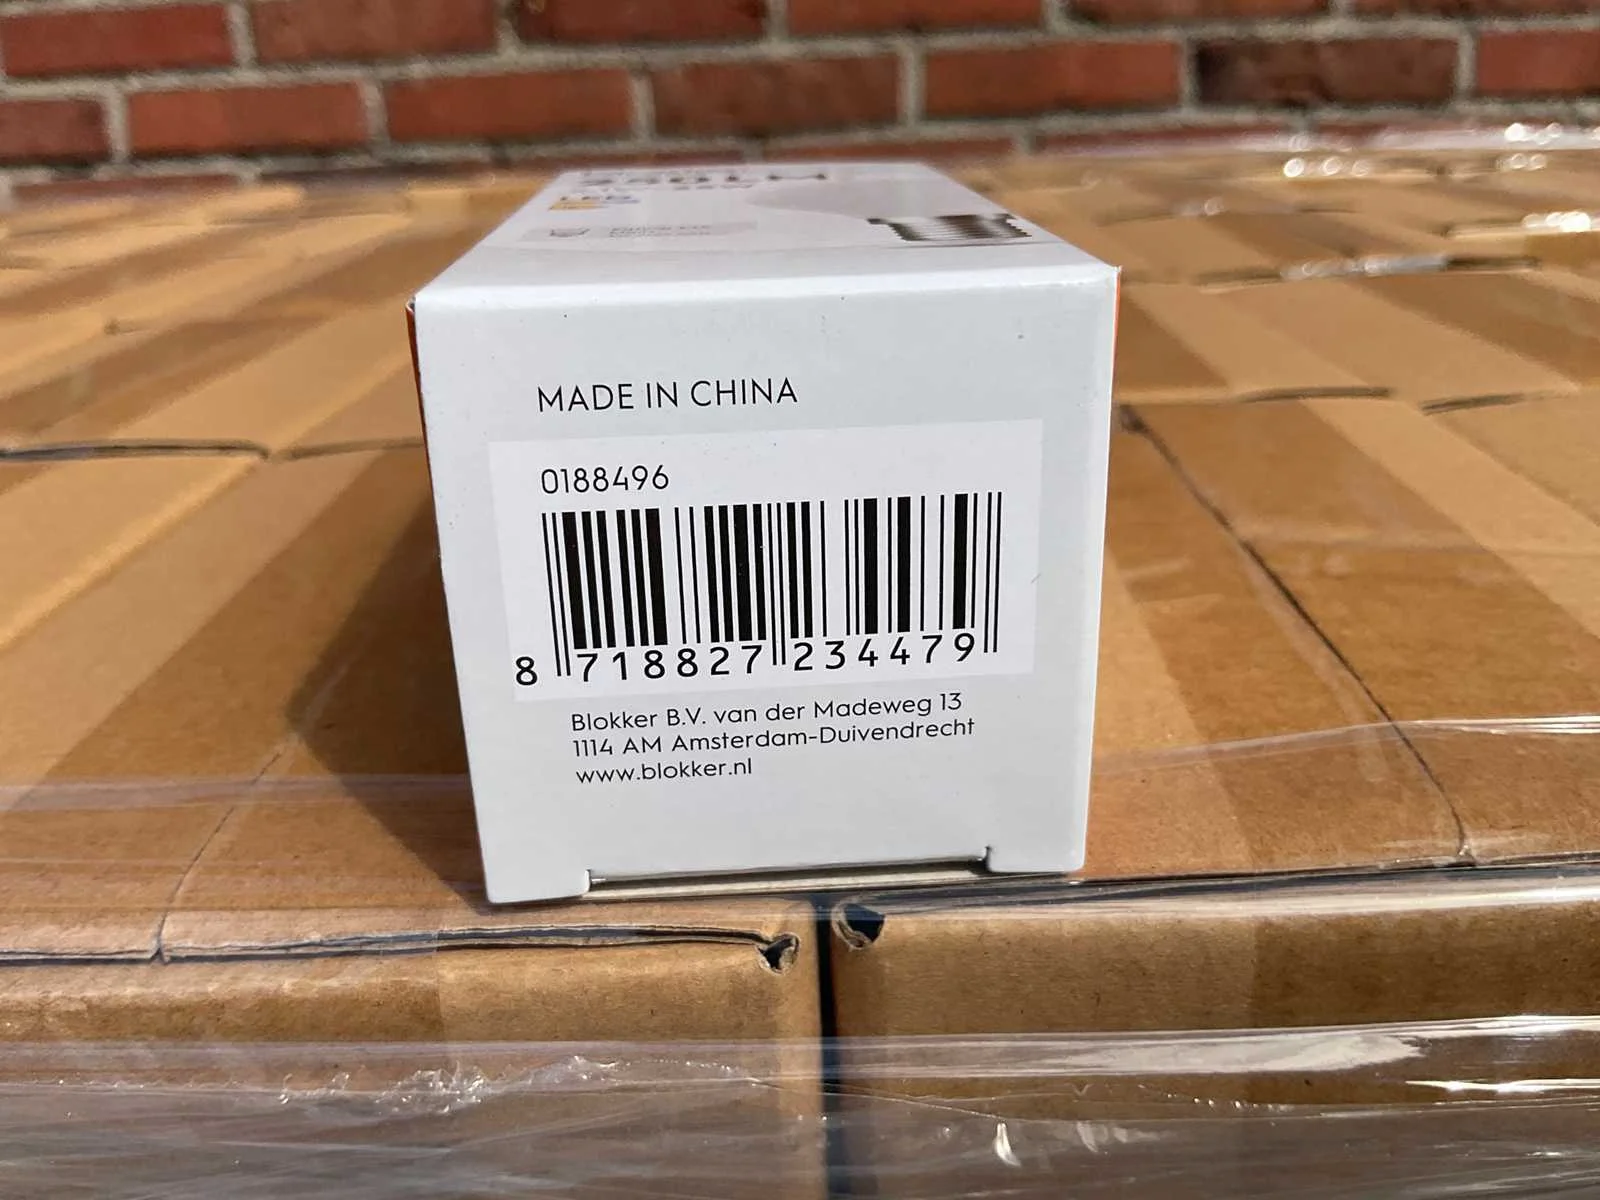 LED
MADE IN CHINA
0188496
8 718827 234479
Blokker B.V. van der Madeweg 13
1114 AM Amsterdam-Duivendrecht
www.blokker.nl